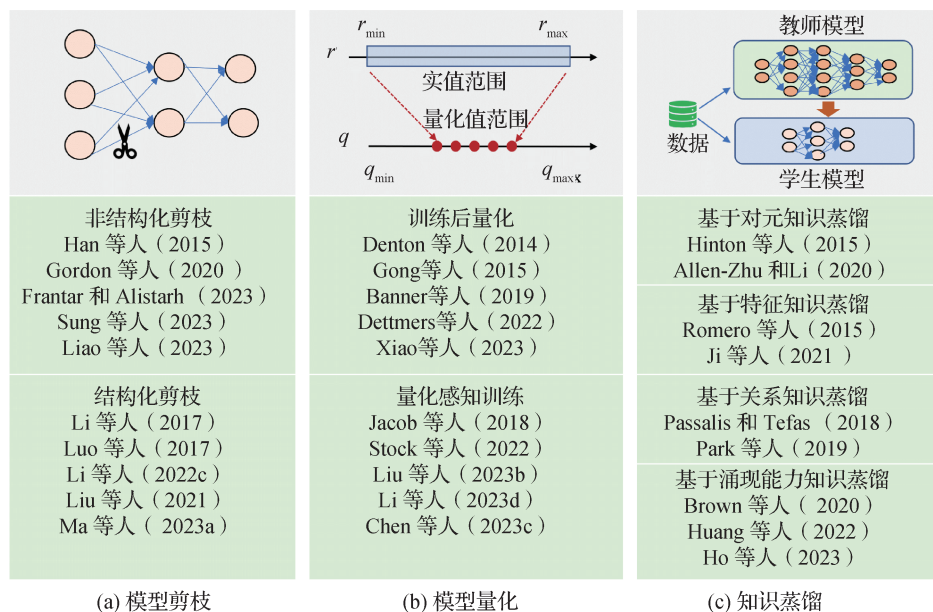 r_min
r_max
r
实值范围
量化值范围
q
q_min
q_max
教师模型
数据
学生模型
非结构化剪枝
Han 等人（2015）
Gordon 等人（2020 ）
Frantar 和 Alistarh （2023）
Sung 等人（2023）
Liao 等人（2023）
结构化剪枝
Li 等人（2017）
Luo 等人（2017）
Li 等人（2022c）
Liu 等人（2021）
Ma 等人（ 2023a）
(a) 模型剪枝
训练后量化
Denton 等人（2014）
Gong等人（2015）
Banner等人（2019）
Dettmers等人（2022）
Xiao等人（2023）
量化感知训练
Jacob 等人（2018）
Stock 等人（2022）
Liu 等人（2023b）
Li 等人（2023d）
Chen 等人（2023c）
(b) 模型量化
基于对元知识蒸馏
Hinton 等人（2015）
Allen-Zhu 和Li（2020）
基于特征知识蒸馏
Romero 等人（2015）
Ji 等人（2021 ）
基于关系知识蒸馏
Passalis 和 Tefas （2018）
Park 等人（2019）
基于涌现能力知识蒸馏
Brown 等人（ 2020）
Huang 等人（2022）
Ho 等人（2023）
(c) 知识蒸馏